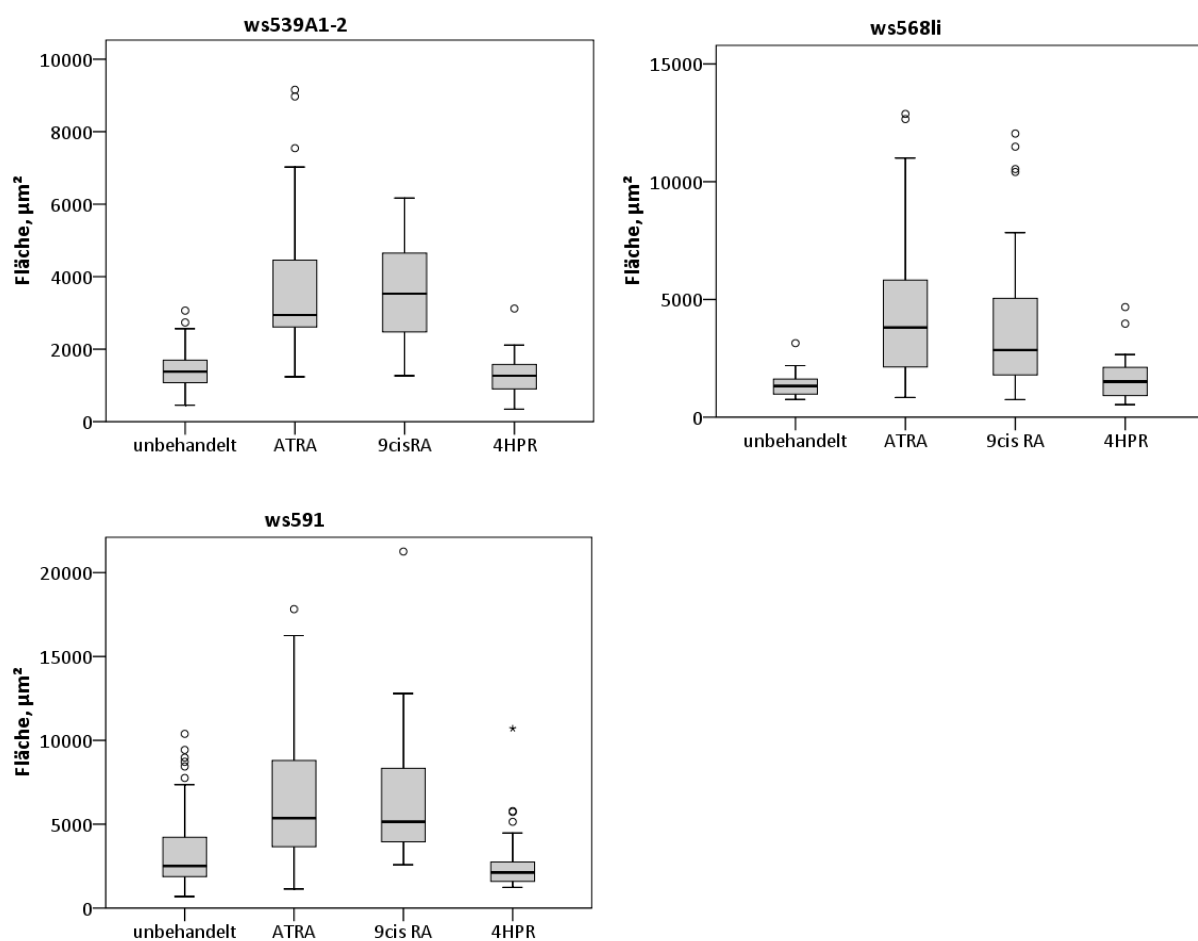 ws539A1-2
Fläche, µm²
10000
8000
6000
4000
2000
0
unbehandelt ATRA 9cisRA 4HPR
ws568li
Fläche, µm²
15000
10000
5000
0
unbehandelt ATRA 9cis RA 4HPR
ws591
Fläche, µm²
20000
15000
10000
5000
0
unbehandelt ATRA 9cis RA 4HPR